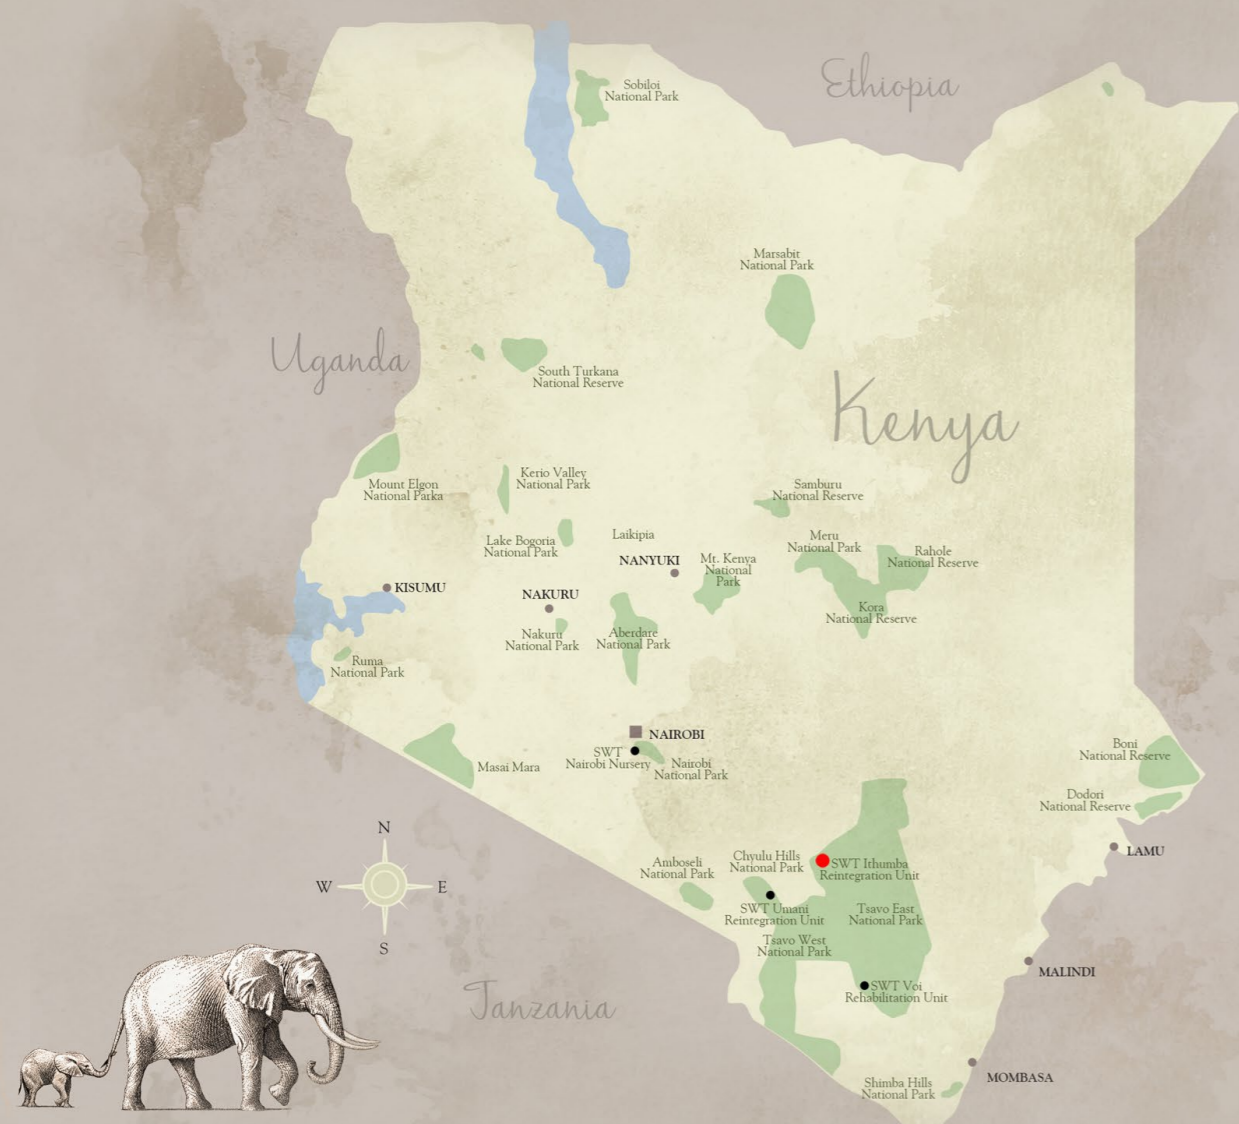 Ethiopia
Sobiloi
National Park
Marsabit
National Park
Uganda
South Turkana
National Reserve
Kenya
Mount Elgon
National Parka
Kerio Valley
National Park
Samburu
National Reserve
Lake Bogoria
National Park
Laikipia
Meru
National Park
Rahole
National Reserve
NANYUKI
Mt. Kenya
National
Park
KISUMU
NAKURU
Kora
National Reserve
Nakuru
National Park
Aberdare
National Park
Ruma
National Park
NAIROBI
SWT
Nairobi Nursery
Nairobi
National Park
Masai Mara
Boni
National Reserve
Dodori
National Reserve
LAMU
N
W
E
S
Amboseli
National Park
Chyulu Hills
National Park
SWT Ithumba
Reintegration Unit
SWT Umani
Reintegration Unit
Tsavo East
National Park
Tsavo West
National Park
MALINDI
SWT Voi
Rehabilitation Unit
Tanzania
Shimba Hills
National Park
MOMBASA